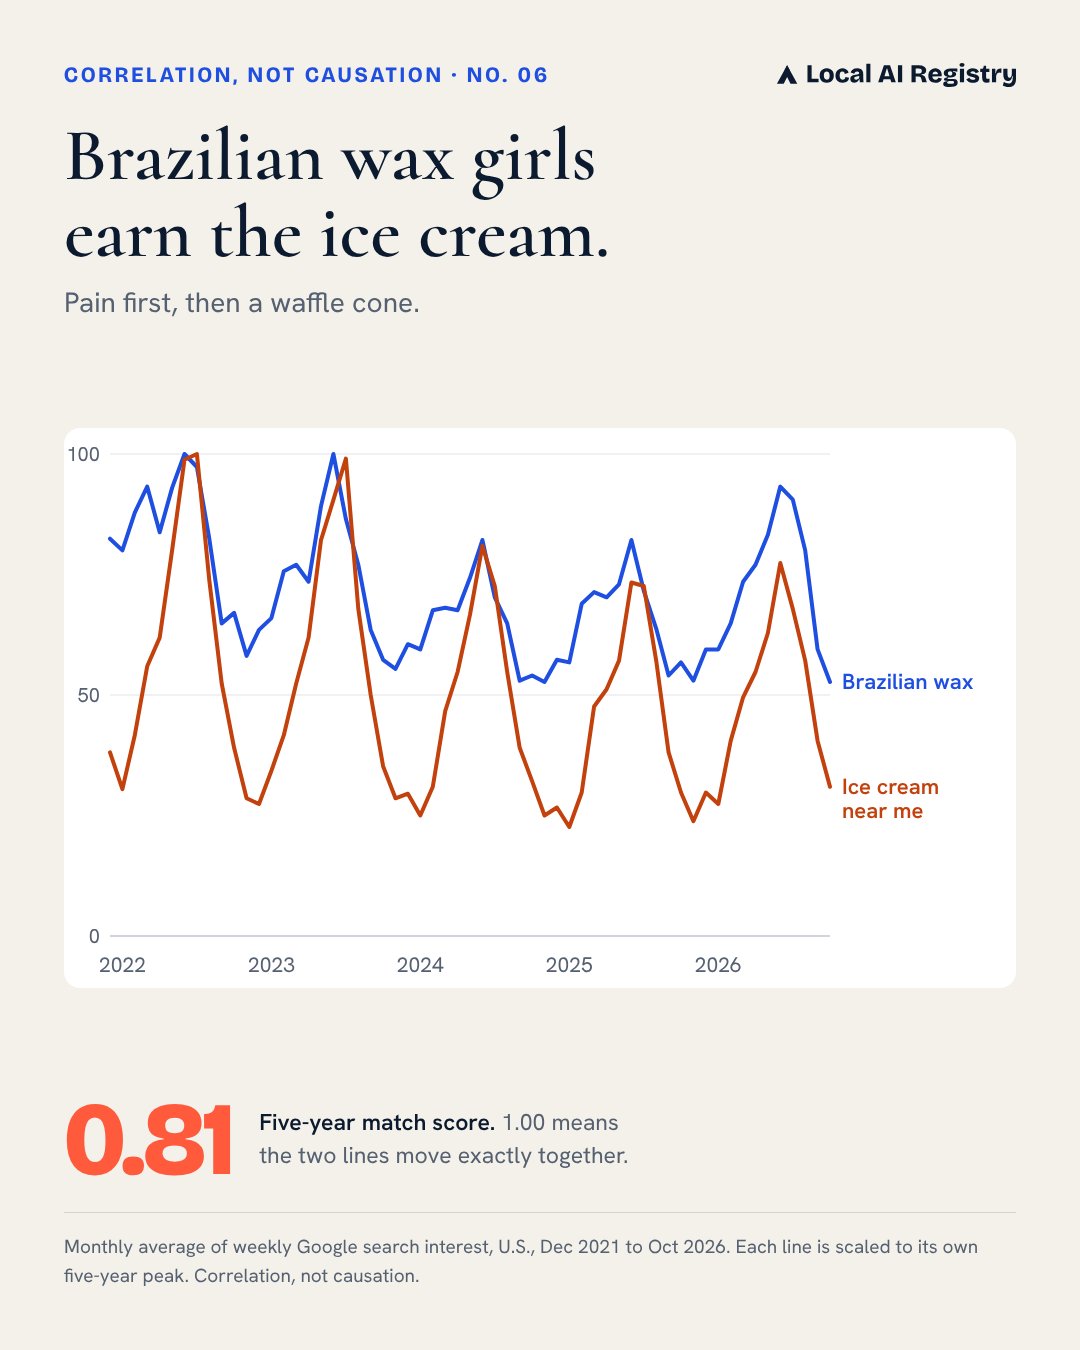 CORRELATION, NOT CAUSATION · NO. 06
Local AI Registry
Brazilian wax girls
earn the ice cream.
Pain first, then a waffle cone.
100
50
0
2022
2023
2024
2025
2026
Brazilian wax
Ice cream
near me
0.81
Five-year match score. 1.00 means
the two lines move exactly together.
Monthly average of weekly Google search interest, U.S., Dec 2021 to Oct 2026. Each line is scaled to its own
five-year peak. Correlation, not causation.